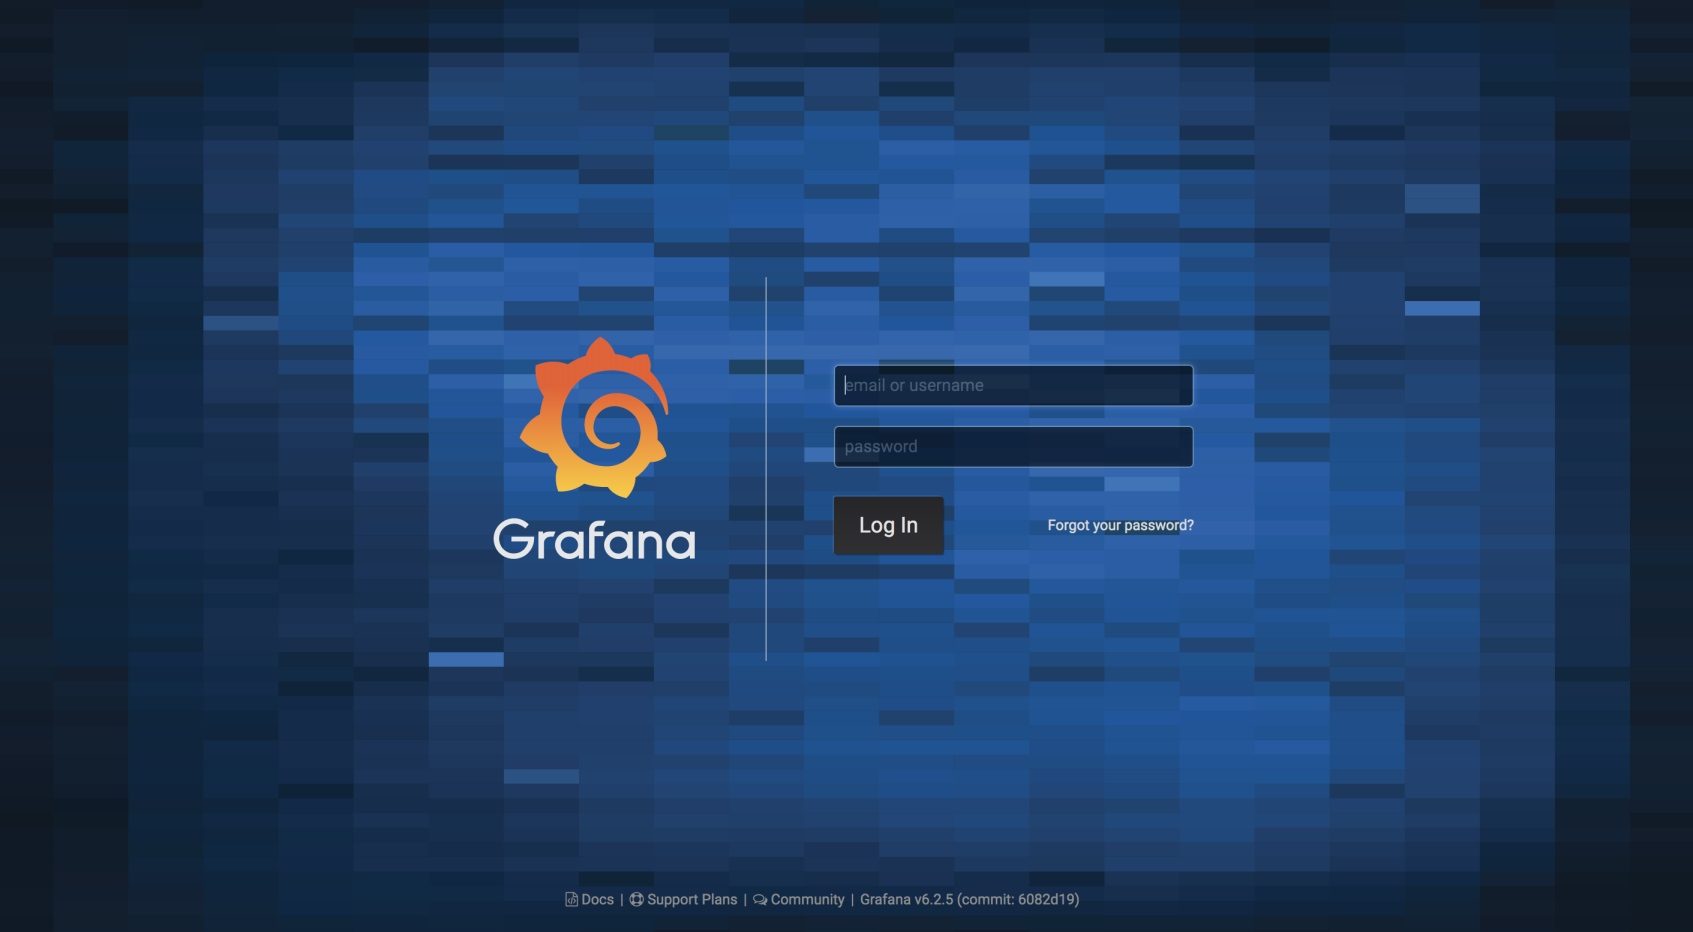 Grafana
email or username
password
Log In
Forgot your password?
Docs | Support Plans | Community | Grafana v6.2.5 (commit: 6082d19)